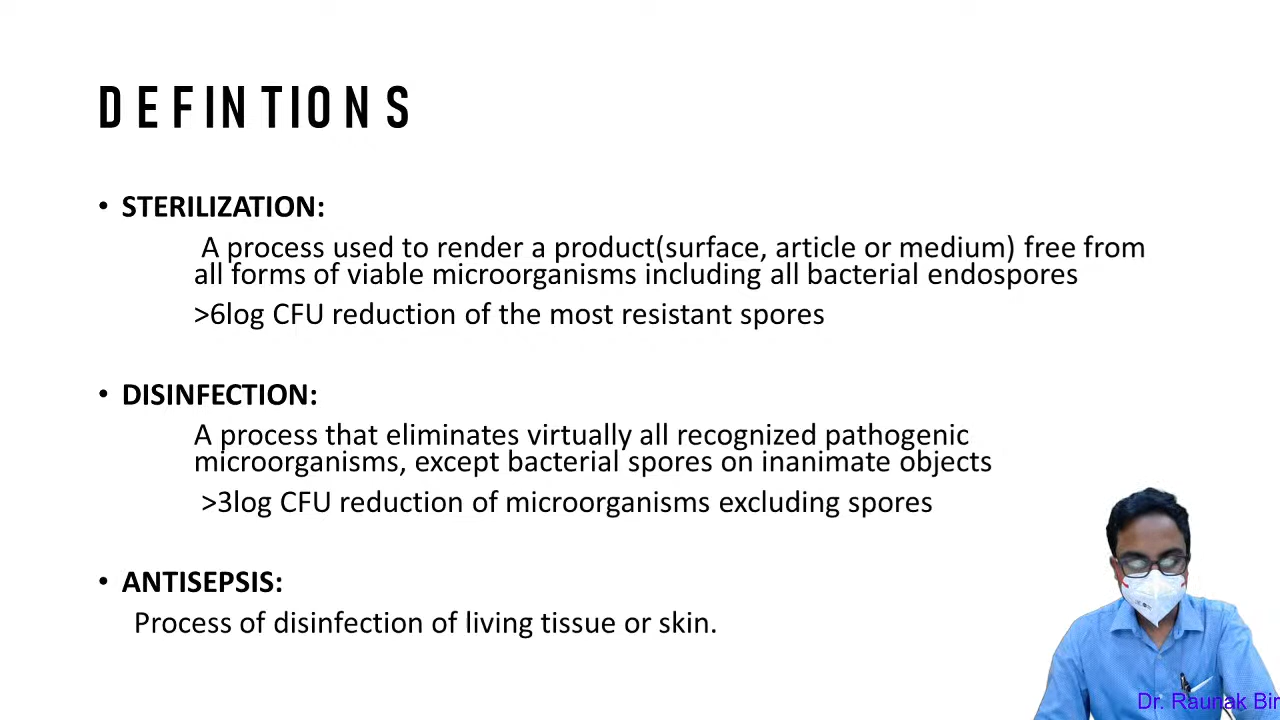 DEFINTIONS
• STERILIZATION:
A process used to render a product(surface, article or medium) free from
all forms of viable microorganisms including all bacterial endospores
>6log CFU reduction of the most resistant spores
• DISINFECTION:
A process that eliminates virtually all recognized pathogenic
microorganisms, except bacterial spores on inanimate objects
>3log CFU reduction of microorganisms excluding spores
• ANTISEPSIS:
Process of disinfection of living tissue or skin.
Dr. Raunak Bir